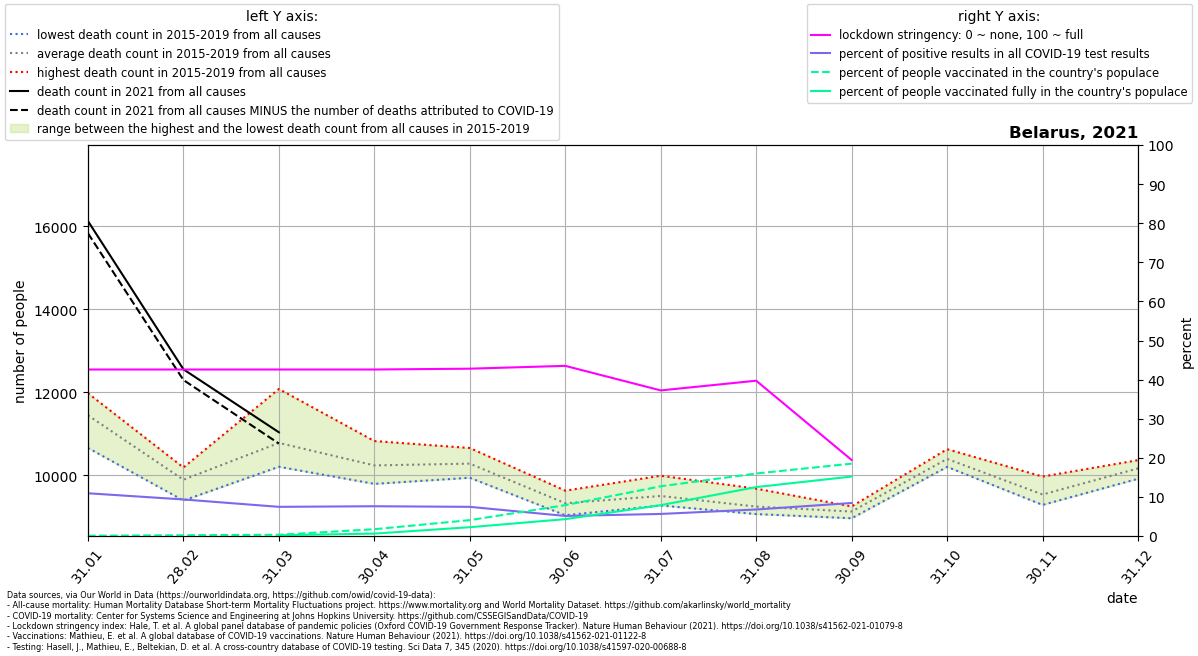 left Y axis:
lowest death count in 2015-2019 from all causes
average death count in 2015-2019 from all causes
highest death count in 2015-2019 from all causes
death count in 2021 from all causes
death count in 2021 from all causes MINUS the number of deaths attributed to COVID-19
range between the highest and the lowest death count from all causes in 2015-2019
right Y axis:
lockdown stringency: 0 ~ none, 100 ~ full
percent of positive results in all COVID-19 test results
percent of people vaccinated in the country's populace
percent of people vaccinated fully in the country's populace
Belarus, 2021
number of people
16000
14000
12000
10000
100
90
80
70
60
50
40
30
20
10
0
percent
31.01
28.02
31.03
30.04
31.05
30.06
31.07
31.08
30.09
31.10
30.11
31.12
date
Data sources, via Our World in Data (https://ourworldindata.org, https://github.com/owid/covid-19-data):
- All-cause mortality: Human Mortality Database Short-term Mortality Fluctuations project. https://www.mortality.org and World Mortality Dataset. https://github.com/akarlinsky/world_mortality
- COVID-19 mortality: Center for Systems Science and Engineering at Johns Hopkins University. https://github.com/CSSEGISandData/COVID-19
- Lockdown stringency index: Hale, T. et al. A global panel database of pandemic policies (Oxford COVID-19 Government Response Tracker). Nature Human Behaviour (2021). https://doi.org/10.1038/s41562-021-01079-8
- Vaccinations: Mathieu, E. et al. A global database of COVID-19 vaccinations. Nature Human Behaviour (2021). https://doi.org/10.1038/s41562-021-01122-8
- Testing: Hasell, J., Mathieu, E., Beltekian, D. et al. A cross-country database of COVID-19 testing. Sci Data 7, 345 (2020). https://doi.org/10.1038/s41597-020-00688-8